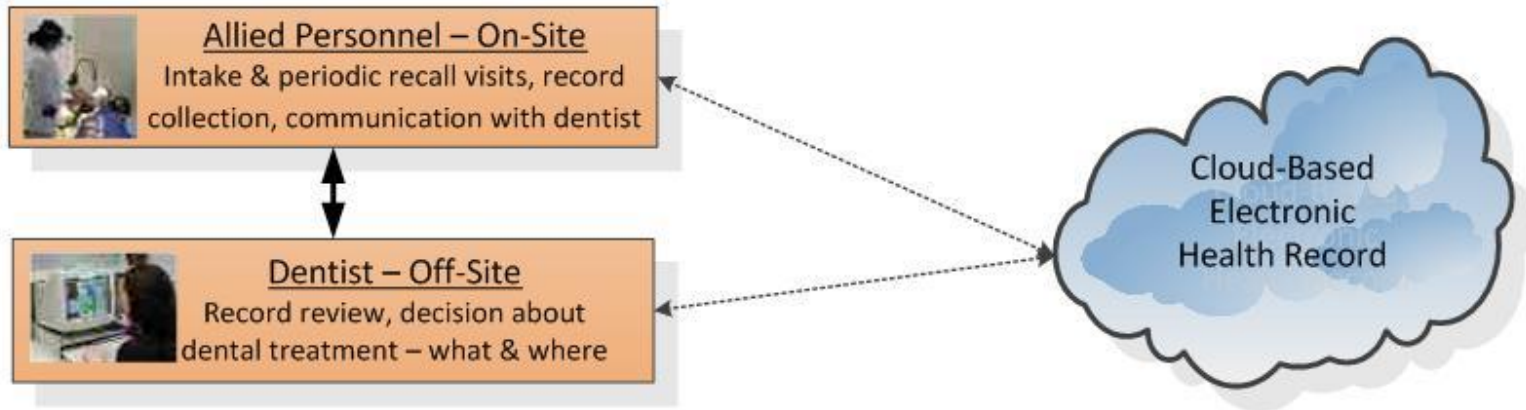 Allied Personnel – On-Site
Intake & periodic recall visits, record
collection, communication with dentist
Dentist – Off-Site
Record review, decision about
dental treatment – what & where
Cloud-Based
Electronic
Health Record